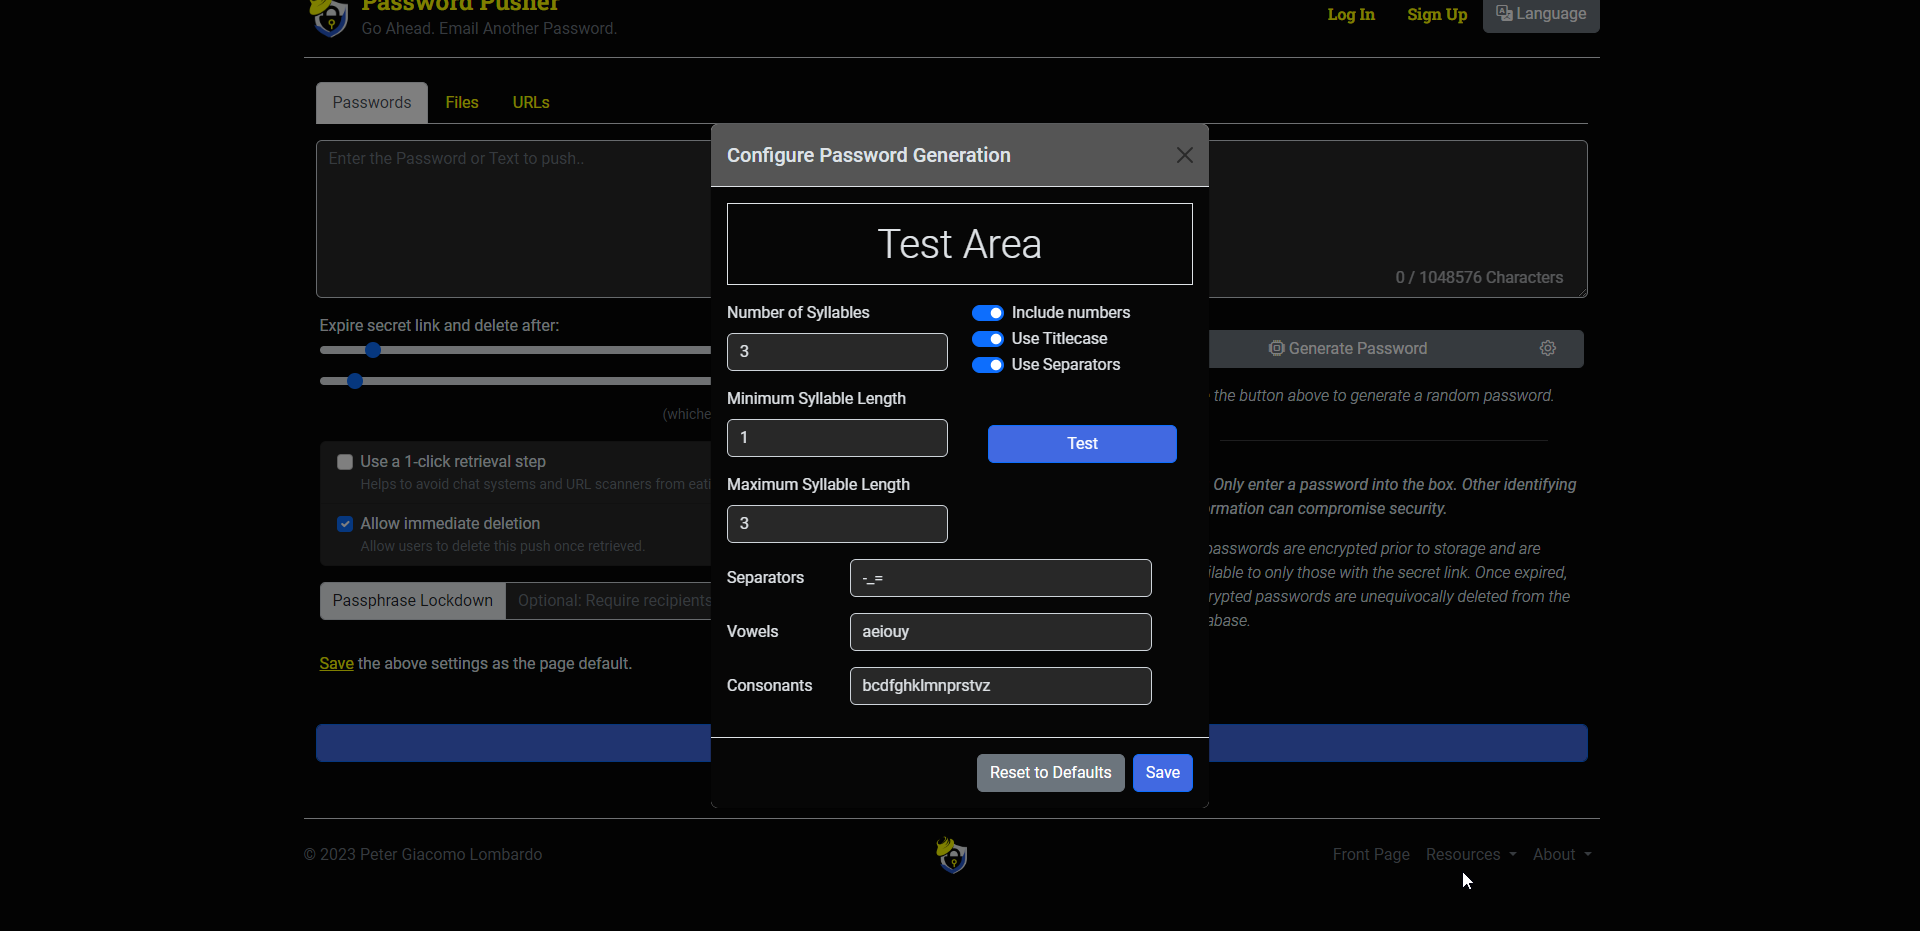 Password Pusher
Go Ahead. Email Another Password.
Log In
Sign Up
Language
Passwords
Files
URLs
Enter the Password or Text to push..
0 / 1048576 Characters
Configure Password Generation
Test Area
Number of Syllables
3
Include numbers
Use Titlecase
Use Separators
Minimum Syllable Length
1
Test
Maximum Syllable Length
3
Separators
-_=
Vowels
aeiouy
Consonants
bcdfghklmnprstvz
Reset to Defaults
Save
Expire secret link and delete after:
(whiche
Use a 1-click retrieval step
Helps to avoid chat systems and URL scanners from eati
Allow immediate deletion
Allow users to delete this push once retrieved.
Passphrase Lockdown
Optional: Require recipients
Save the above settings as the page default.
Generate Password
the button above to generate a random password.
Only enter a password into the box. Other identifying
rmation can compromise security.
passwords are encrypted prior to storage and are
ilable to only those with the secret link. Once expired,
rypted passwords are unequivocally deleted from the
abase.
© 2023 Peter Giacomo Lombardo
Front Page
Resources
About